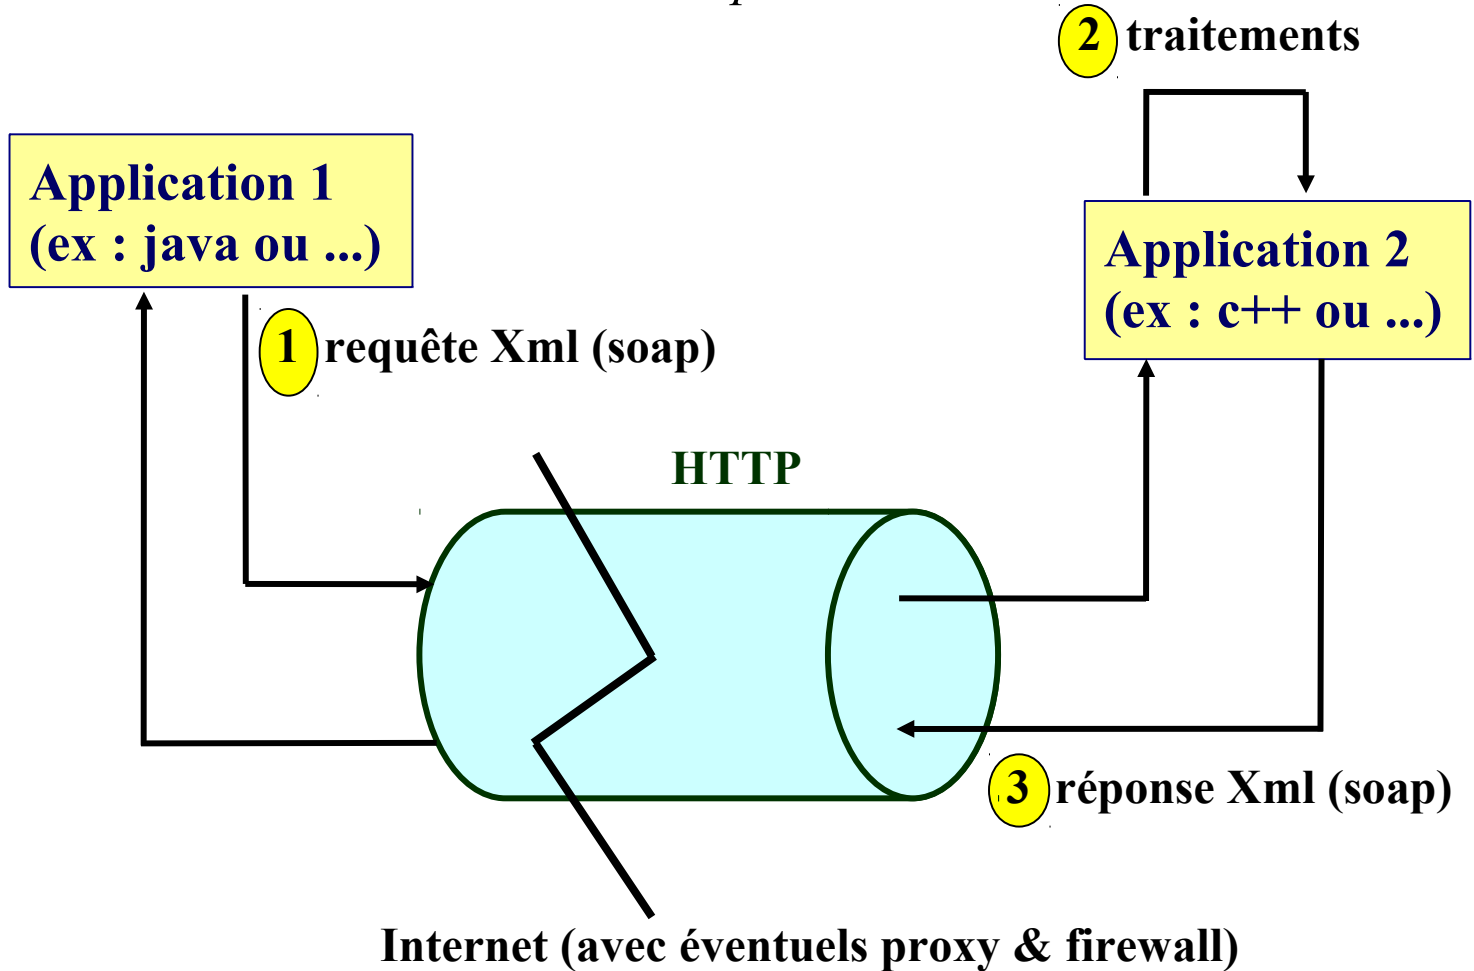 2 traitements
Application 1
(ex : java ou ...)
Application 2
(ex : c++ ou ...)
1 requête Xml (soap)
HTTP
3 réponse Xml (soap)
Internet (avec éventuels proxy & firewall)